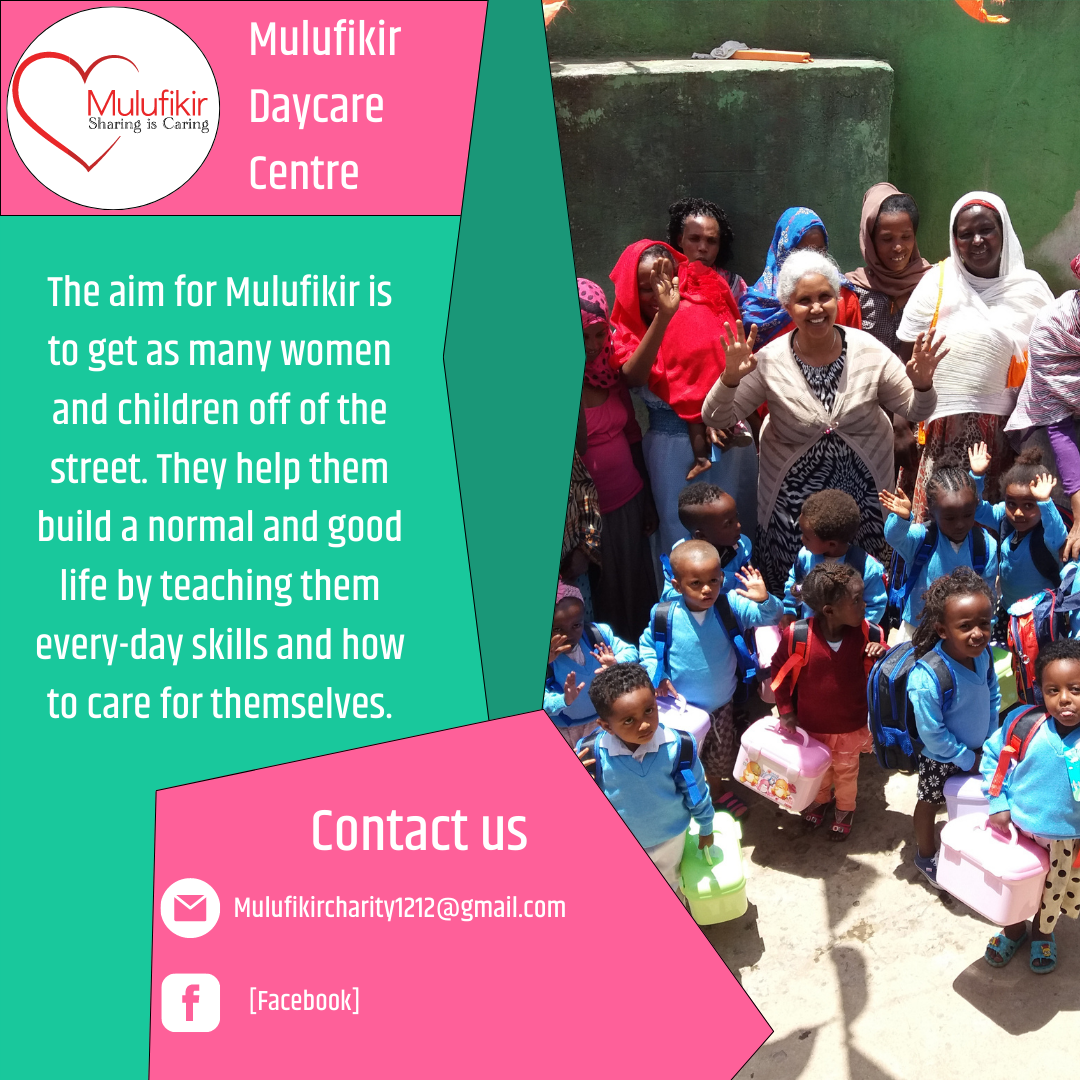 Mulufikir
Sharing is Caring
Mulufikir
Daycare
Centre
The aim for Mulufikir is
to get as many women
and children off of the
street. They help them
build a normal and good
life by teaching them
every-day skills and how
to care for themselves.
Contact us
Mulufikircharity1212@gmail.com
[Facebook]